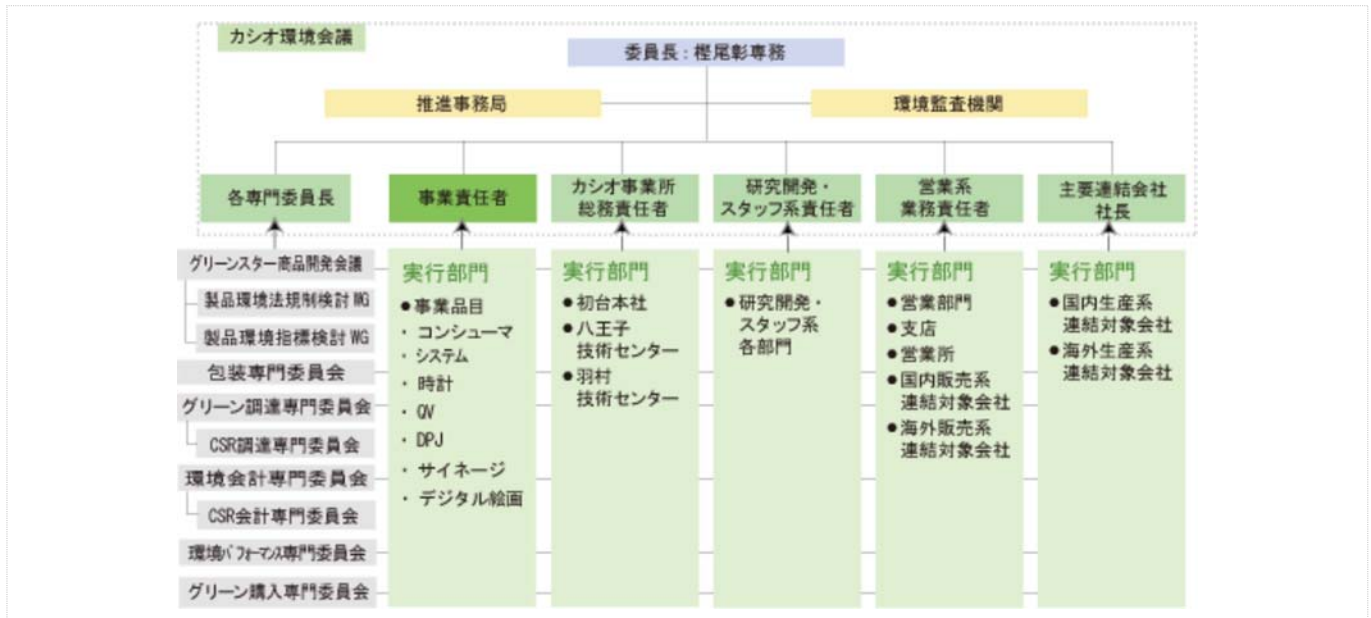 カシオ環境会議
委員長：樫尾彰専務
推進事務局
環境監査機関
各専門委員長
事業責任者
カシオ事業所
総務責任者
研究開発・
スタッフ系責任者
営業系
業務責任者
主要連結会社
社長
グリーンスター商品開発会議
製品環境法規制検討WG
製品環境指標検討WG
包装専門委員会
グリーン調達専門委員会
CSR調達専門委員会
環境会計専門委員会
CSR会計専門委員会
環境パフォーマンス専門委員会
グリーン購入専門委員会
実行部門
●事業品目
・コンシューマ
・システム
・時計
・QV
・DPJ
・サイネージ
・デジタル絵画
実行部門
●初台本社
●八王子
技術センター
●羽村
技術センター
実行部門
●研究開発・
スタッフ系
各部門
実行部門
●営業部門
●支店
●営業所
●国内販売系
連結対象会社
●海外販売系
連結対象会社
実行部門
●国内生産系
連結対象会社
●海外生産系
連結対象会社